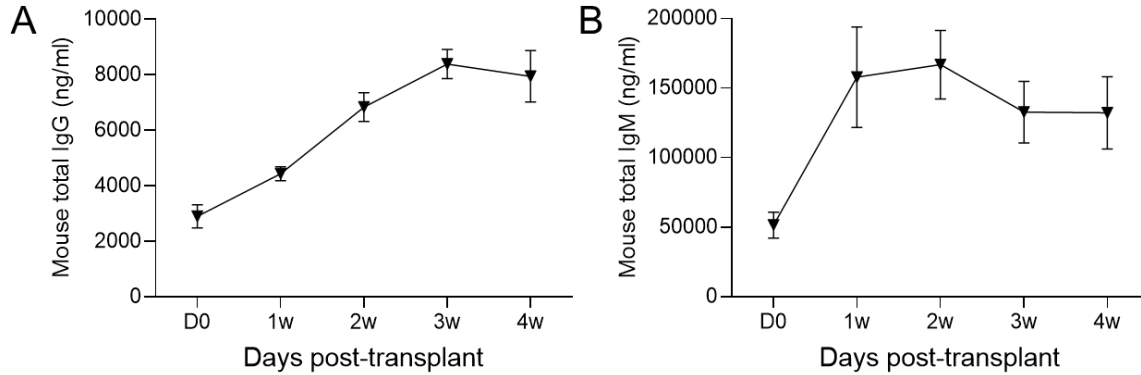 A
Mouse total IgG (ng/ml)
10000
8000
6000
4000
2000
0
D0 1w 2w 3w 4w
Days post-transplant
B
Mouse total IgM (ng/ml)
200000
150000
100000
50000
0
D0 1w 2w 3w 4w
Days post-transplant